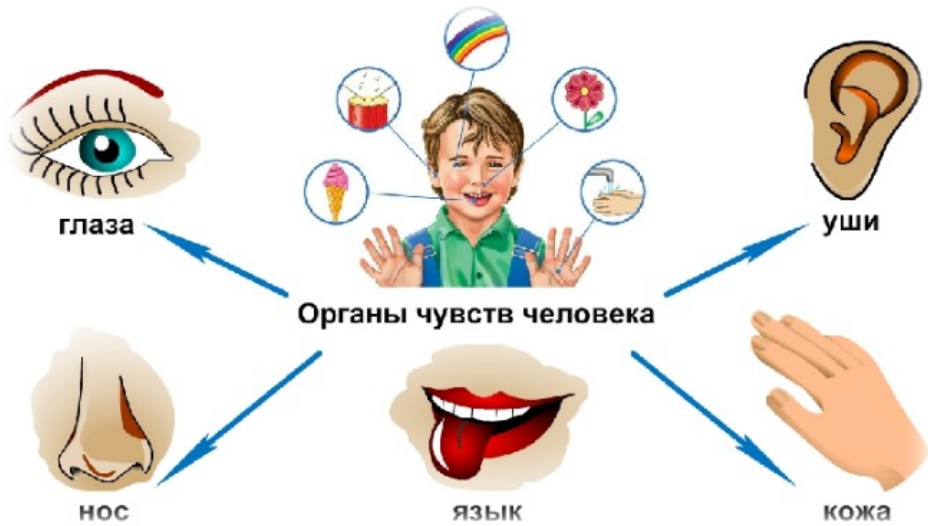 глаза
уши
Органы чувств человека
нос
язык
кожа